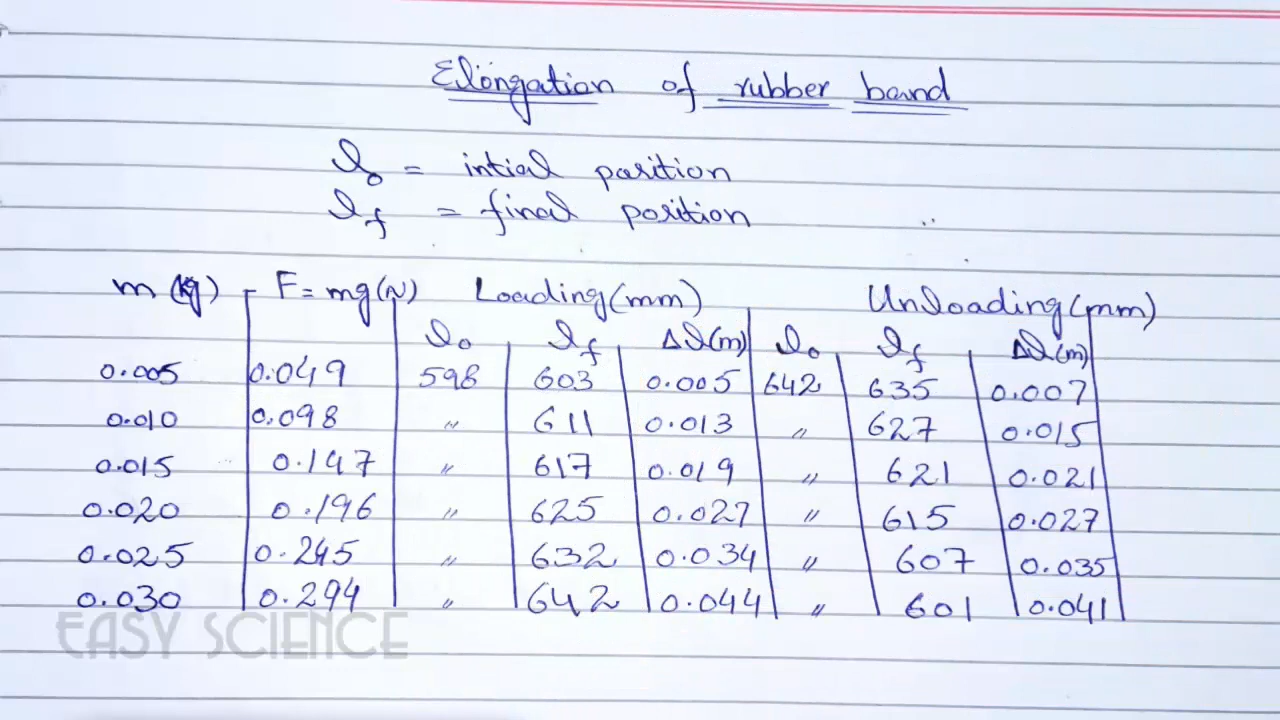 Elongation of rubber band
l₀ = intial position
l_f = final position
m (kg) F = mg (N) Loading (mm) Unloading (mm)
l₀ l_f Δl(m) l₀ l_f Δl(m)
0.005 0.049 598 603 0.005 642 635 0.007
0.010 0.098 " 611 0.013 " 627 0.015
0.015 0.147 " 617 0.019 " 621 0.021
0.020 0.196 " 625 0.027 " 615 0.027
0.025 0.245 " 632 0.034 " 607 0.035
0.030 0.294 " 642 0.044 " 601 0.041
EASY SCIENCE